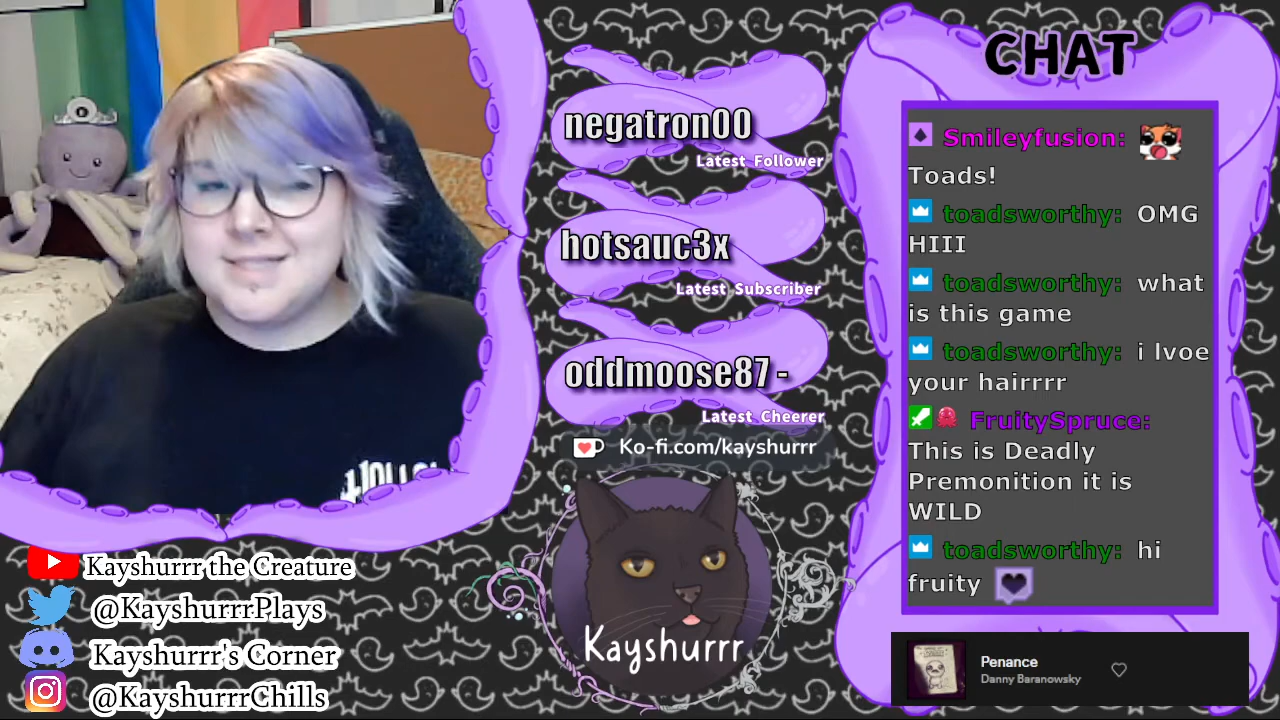 negatron00
Latest Follower
hotsauc3x
Latest Subscriber
oddmoose87 -
Latest Cheerer
Ko-fi.com/kayshurrr
Kayshurrr
Kayshurrr the Creature
@KayshurrrPlays
Kayshurrr's Corner
@KayshurrrChills
CHAT
Smileyfusion:
Toads!
toadsworthy: OMG
HIII
toadsworthy: what
is this game
toadsworthy: i lvoe
your hairrrr
FruitySpruce:
This is Deadly
Premonition it is
WILD
toadsworthy: hi
fruity
Penance
Danny Baranowsky